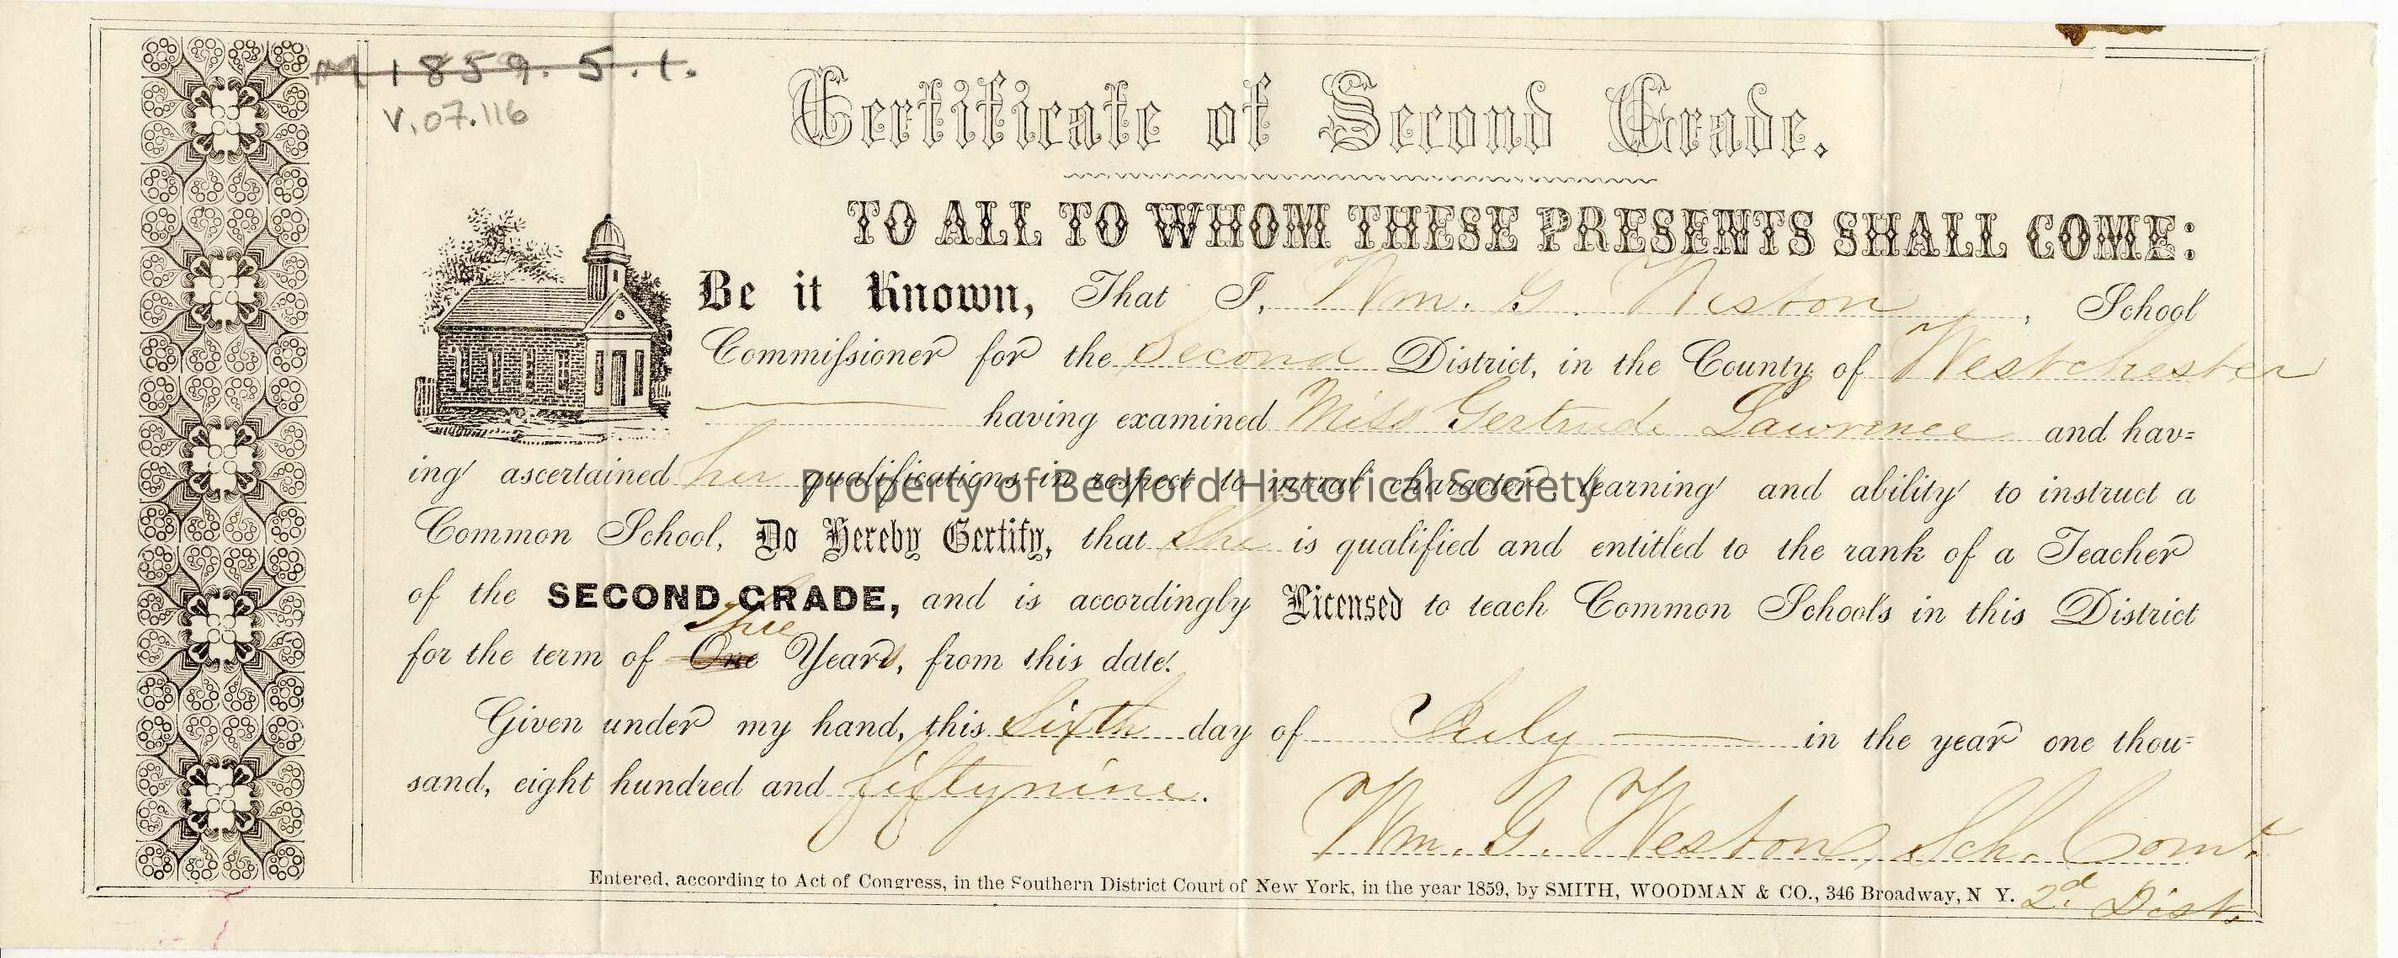 M 1859. 5. 1.
V.07.116
Certificate of Second Grade.
TO ALL TO WHOM THESE PRESENTS SHALL COME:
Be it Known, That I, Wm. G. Weston, School
Commissioner for the Second District, in the County of Westchester
having examined Miss Gertrude Lawrence and hav=
ing ascertained her qualifications in respect to moral character, learning and ability to instruct a
Property of Bedford Historical Society
Common School, Do Hereby Certify, that She is qualified and entitled to the rank of a Teacher
of the SECOND GRADE, and is accordingly Licensed to teach Common Schools in this District
for the term of One Years, from this date.
Given under my hand, this Sixth day of July in the year one thou=
sand, eight hundred and fiftynine.
Wm. G. Weston, Sch. Com.
2d Dist.
Entered, according to Act of Congress, in the Southern District Court of New York, in the year 1859, by SMITH, WOODMAN & CO., 346 Broadway, N Y.